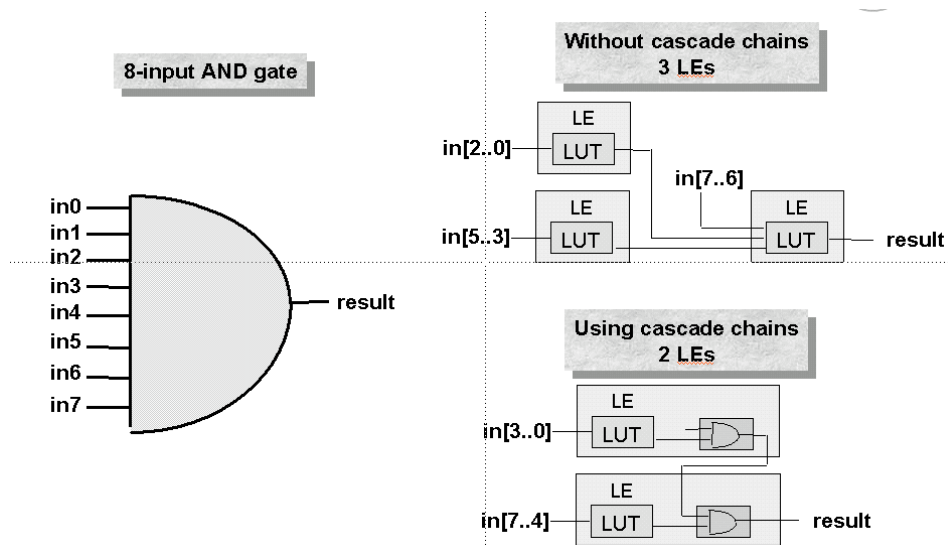 8-input AND gate
in0
in1
in2
in3
in4
in5
in6
in7
result
Without cascade chains
3 LEs
LE
in[2..0]
LUT
in[7..6]
LE
in[5..3]
LUT
LE
LUT
result
Using cascade chains
2 LEs
LE
in[3..0]
LUT
LE
in[7..4]
LUT
result